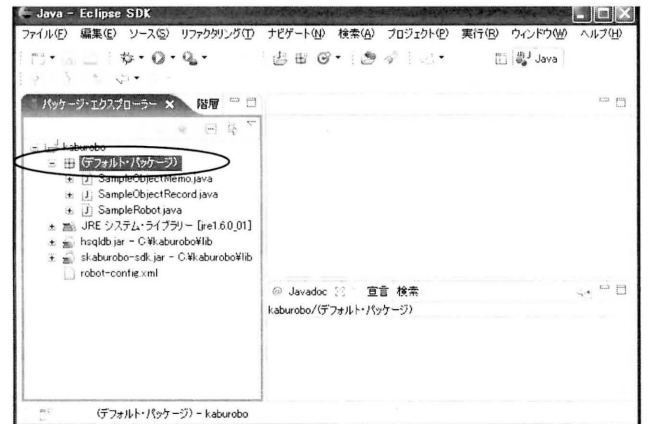 Java - Eclipse SDK
ファイル(F) 編集(E) ソース(S) リファクタリング(T) ナビゲート(N) 検索(A) プロジェクト(P) 実行(R) ウィンドウ(W) ヘルプ(H)
Java
パッケージ・エクスプローラー 階層
kaburobo
(デフォルト・パッケージ)
SampleObjectMemo.java
SampleObjectRecord.java
SampleRobot.java
JRE システム・ライブラリー [jre1.6.0_01]
hsqldb.jar - C:¥kaburobo¥lib
skaburobo-sdk.jar - C:¥kaburobo¥lib
robot-config.xml
@ Javadoc 宣言 検索
kaburobo/(デフォルト・パッケージ)
(デフォルト・パッケージ) - kaburobo